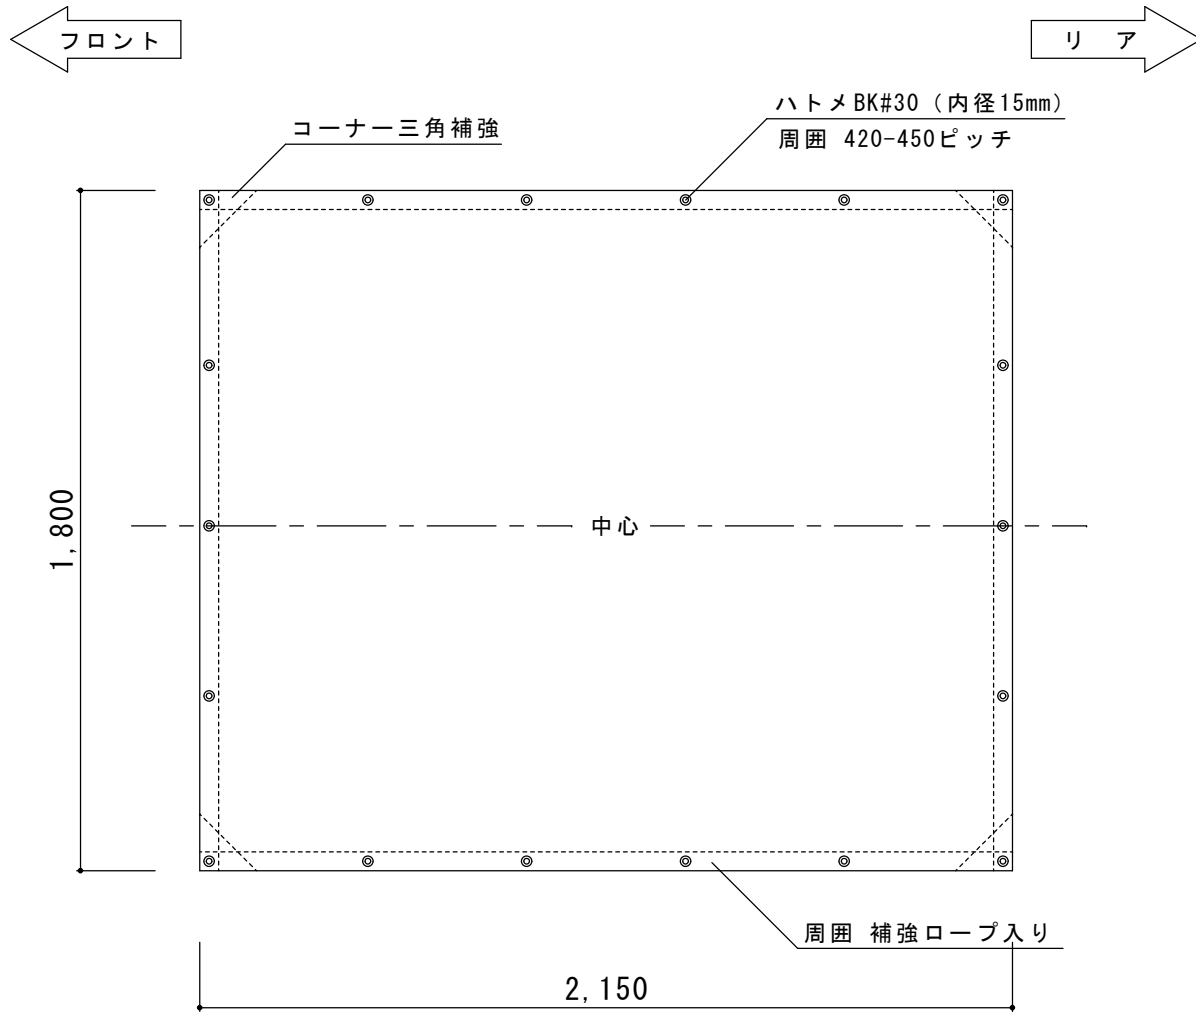 フロント
リ ア
ハトメBK#30（内径15mm）
周囲 420-450ピッチ
コーナー三角補強
1,800
中心
周囲 補強ロープ入り
2,150